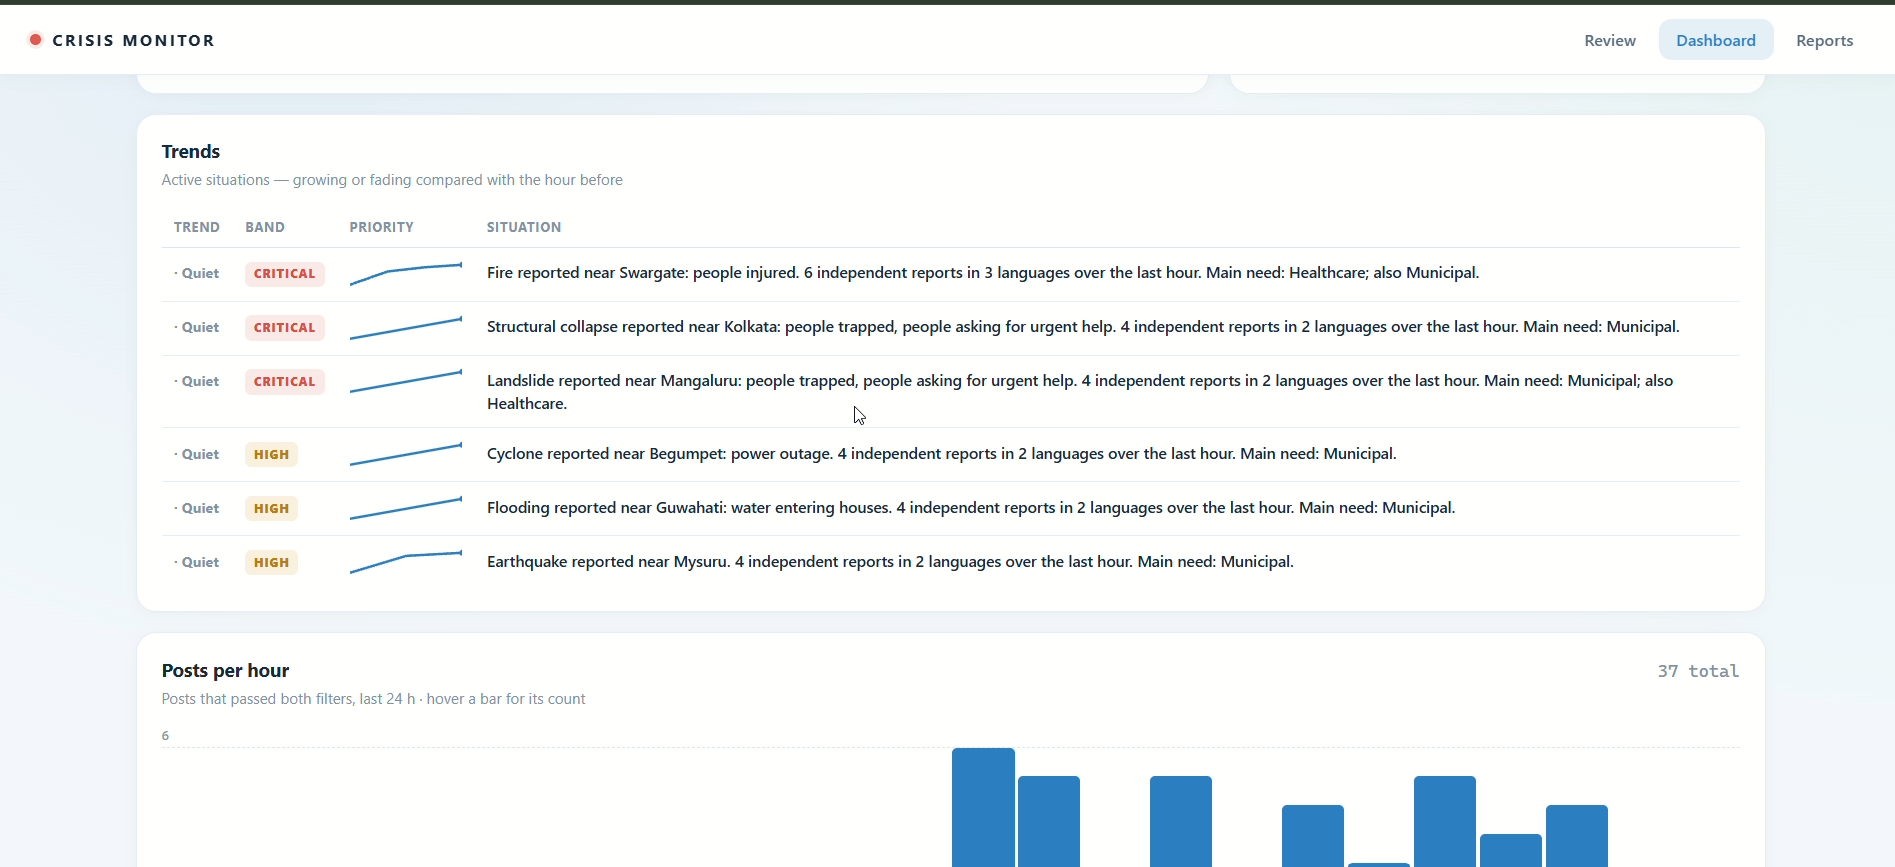 CRISIS MONITOR
Review
Dashboard
Reports
Trends
Active situations — growing or fading compared with the hour before
TREND BAND PRIORITY SITUATION
· Quiet CRITICAL Fire reported near Swargate: people injured. 6 independent reports in 3 languages over the last hour. Main need: Healthcare; also Municipal.
· Quiet CRITICAL Structural collapse reported near Kolkata: people trapped, people asking for urgent help. 4 independent reports in 2 languages over the last hour. Main need: Municipal.
· Quiet CRITICAL Landslide reported near Mangaluru: people trapped, people asking for urgent help. 4 independent reports in 2 languages over the last hour. Main need: Municipal; also
Healthcare.
· Quiet HIGH Cyclone reported near Begumpet: power outage. 4 independent reports in 2 languages over the last hour. Main need: Municipal.
· Quiet HIGH Flooding reported near Guwahati: water entering houses. 4 independent reports in 2 languages over the last hour. Main need: Municipal.
· Quiet HIGH Earthquake reported near Mysuru. 4 independent reports in 2 languages over the last hour. Main need: Municipal.
Posts per hour
37 total
Posts that passed both filters, last 24 h · hover a bar for its count
6